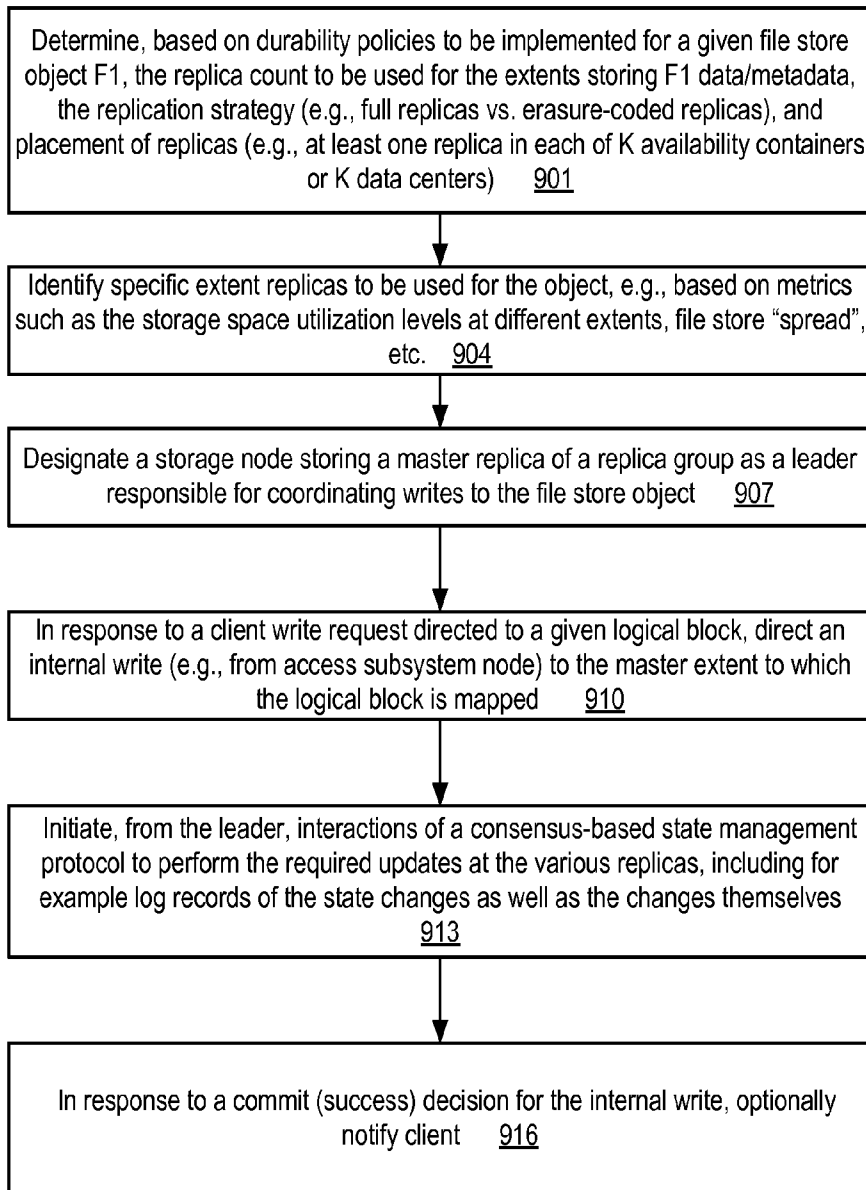 Determine, based on durability policies to be implemented for a given file store
object F1, the replica count to be used for the extents storing F1 data/metadata,
the replication strategy (e.g., full replicas vs. erasure-coded replicas), and
placement of replicas (e.g., at least one replica in each of K availability containers
or K data centers) 901
Identify specific extent replicas to be used for the object, e.g., based on metrics
such as the storage space utilization levels at different extents, file store “spread”,
etc. 904
Designate a storage node storing a master replica of a replica group as a leader
responsible for coordinating writes to the file store object 907
In response to a client write request directed to a given logical block, direct an
internal write (e.g., from access subsystem node) to the master extent to which
the logical block is mapped 910
Initiate, from the leader, interactions of a consensus-based state management
protocol to perform the required updates at the various replicas, including for
example log records of the state changes as well as the changes themselves
913
In response to a commit (success) decision for the internal write, optionally
notify client 916